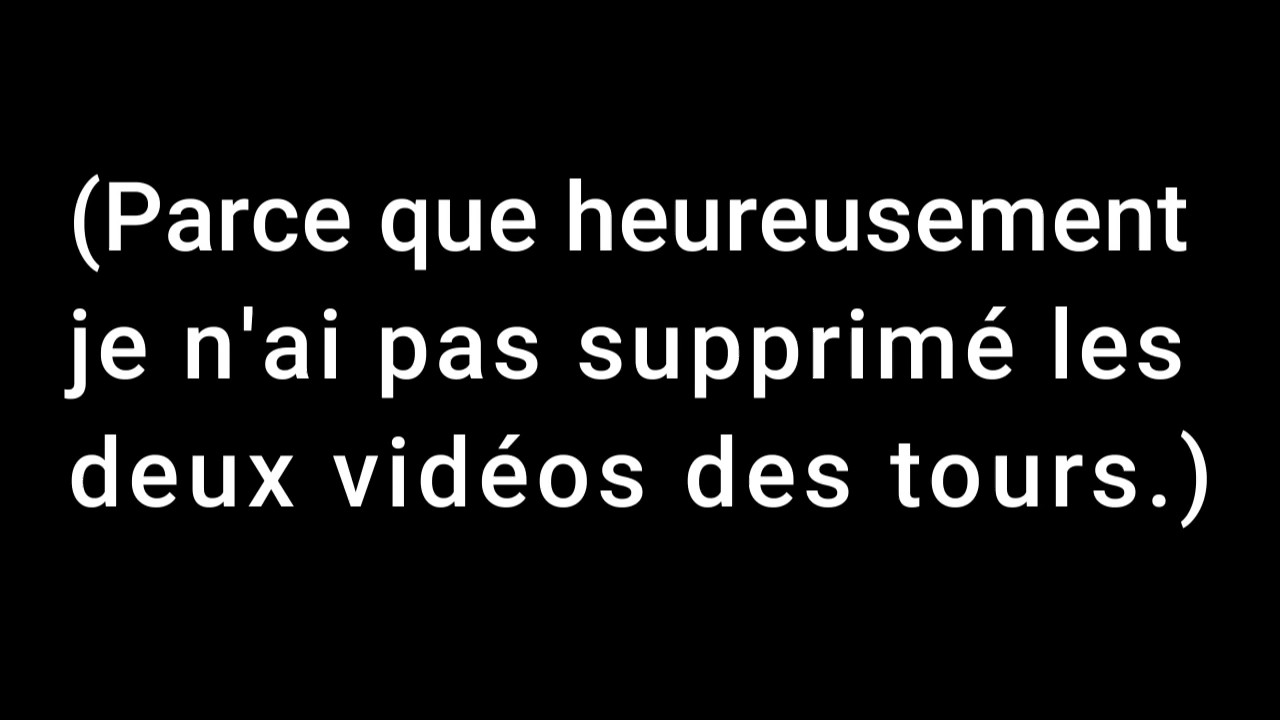 (Parce que heureusement
je n'ai pas supprimé les
deux vidéos des tours.)